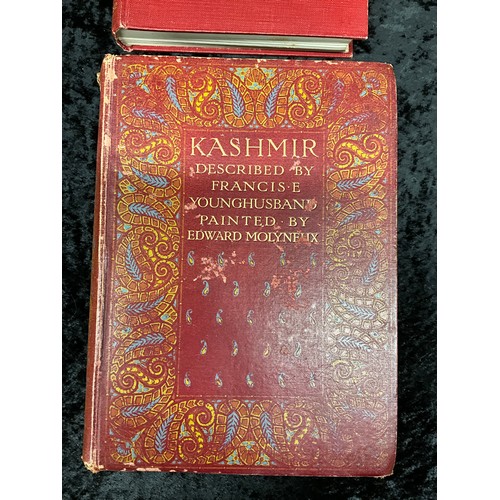 KASHMIR
DESCRIBED BY
FRANCIS·E
YOUNGHUSBAND
PAINTED·BY
EDWARD MOLYNEUX